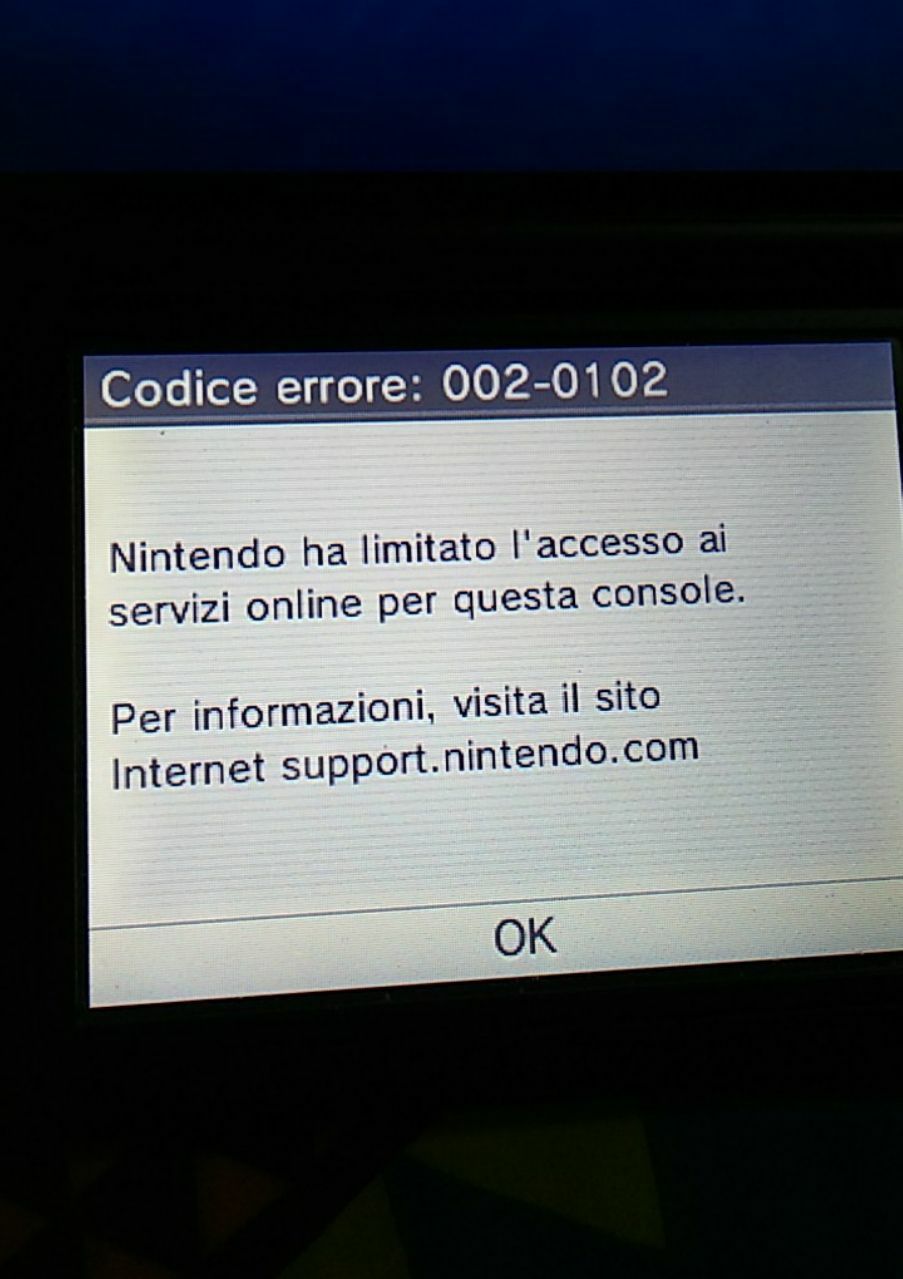 Codice errore: 002-0102
Nintendo ha limitato l'accesso ai
servizi online per questa console.
Per informazioni, visita il sito
Internet support.nintendo.com
OK